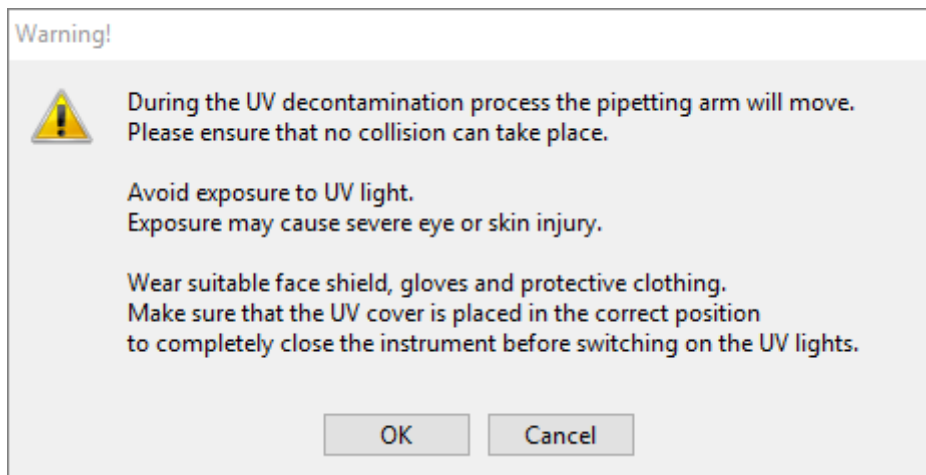 Warning!
During the UV decontamination process the pipetting arm will move.
Please ensure that no collision can take place.
Avoid exposure to UV light.
Exposure may cause severe eye or skin injury.
Wear suitable face shield, gloves and protective clothing.
Make sure that the UV cover is placed in the correct position
to completely close the instrument before switching on the UV lights.
OK
Cancel